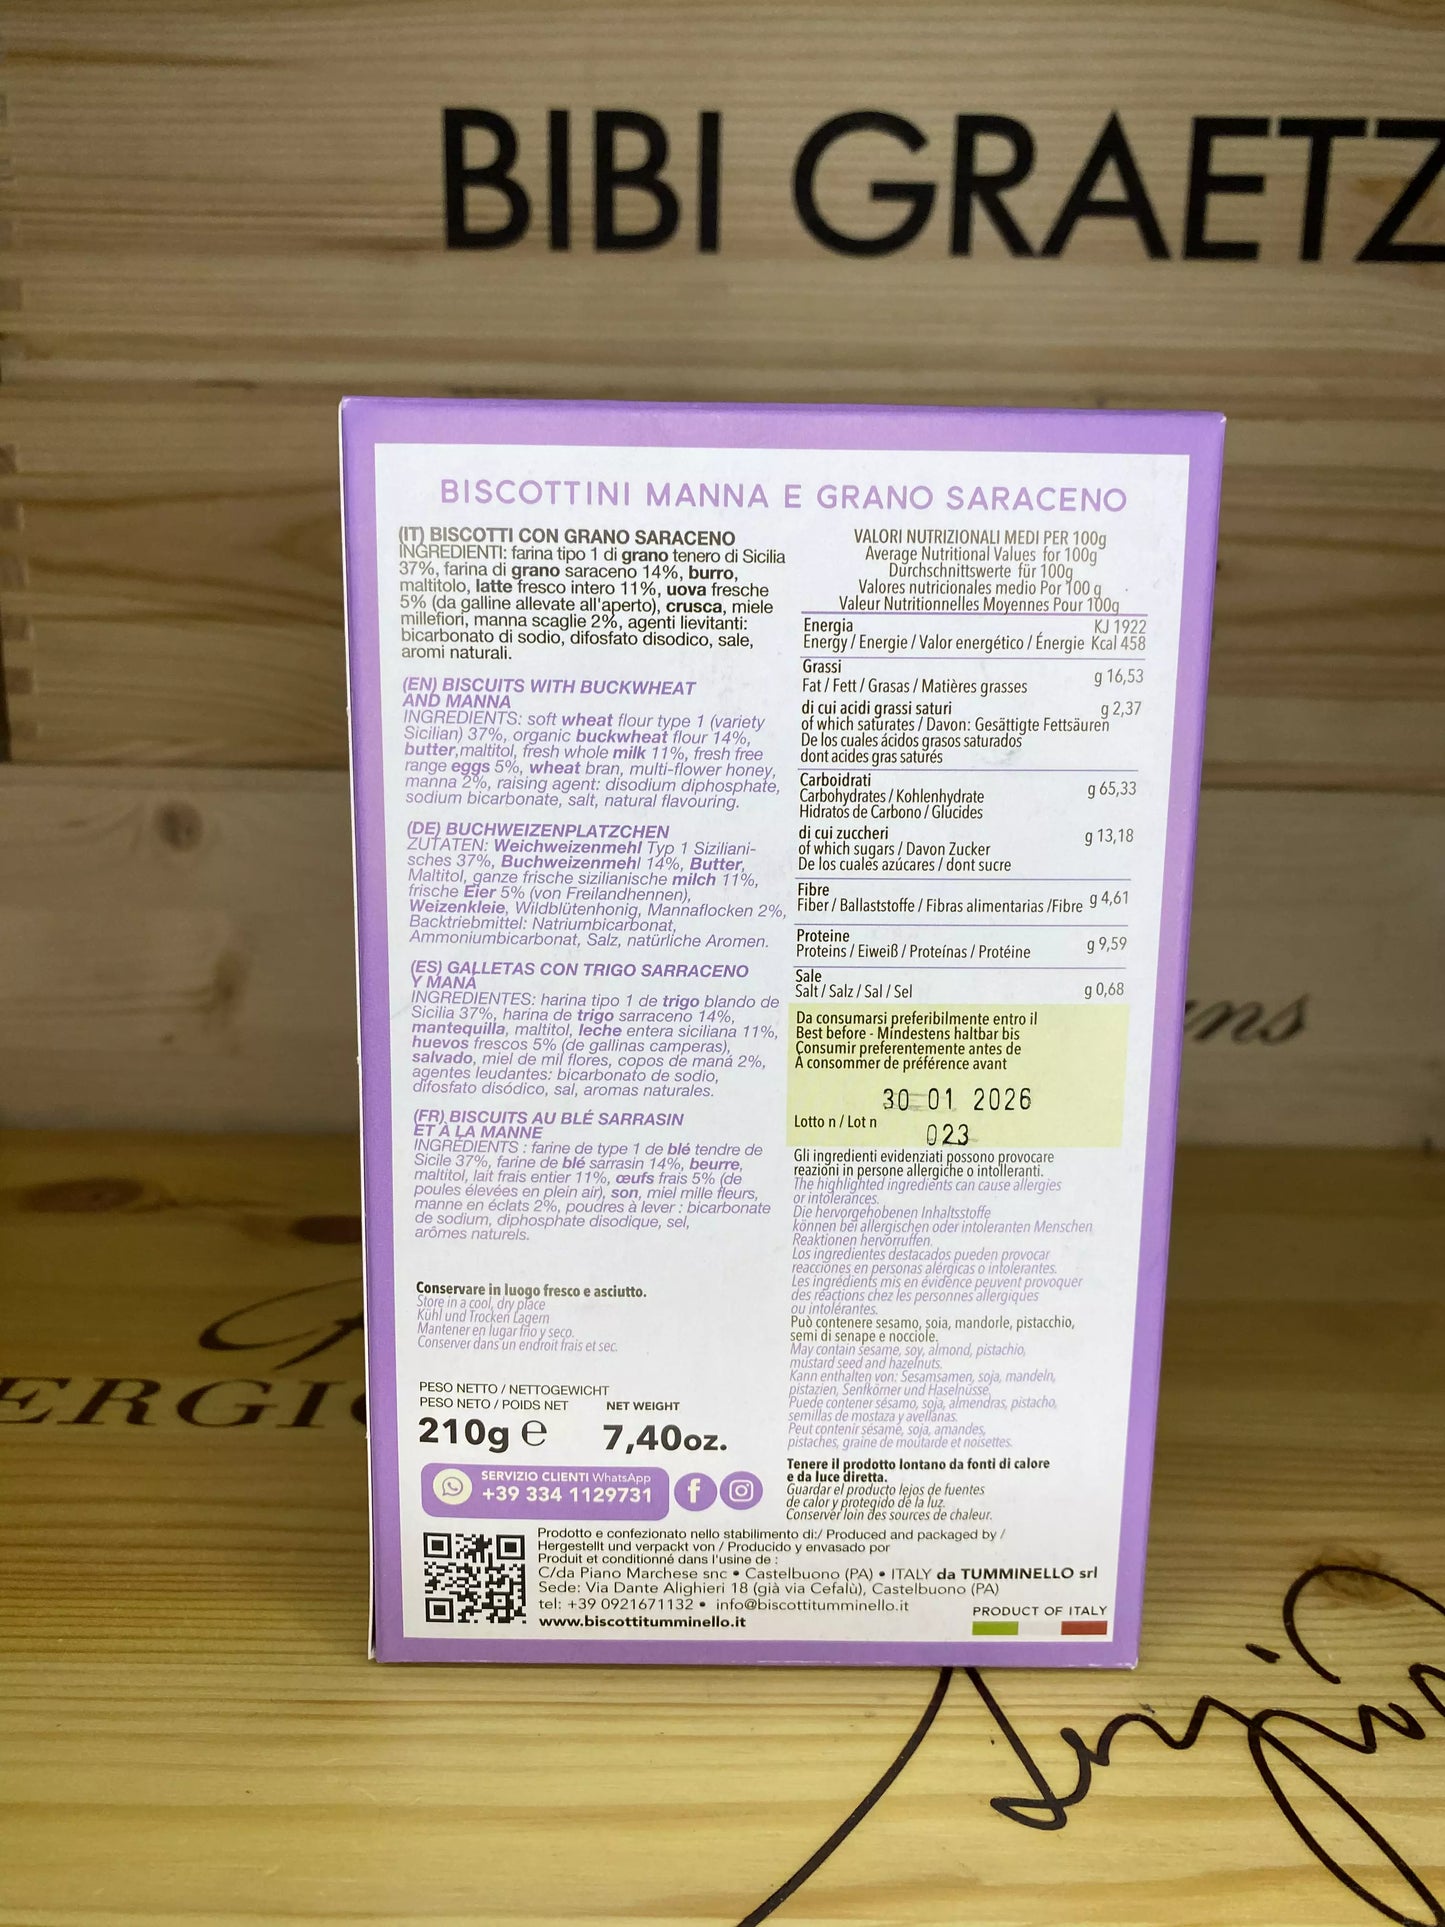 BIBI GRAETZ
BISCOTTINI MANNA E GRANO SARACENO
(IT) BISCOTTI CON GRANO SARACENO
INGREDIENTI: farina tipo 1 di grano tenero di Sicilia
37%, farina di grano saraceno 14%, burro,
maltitolo, latte fresco intero 11%, uova fresche
5% (da galline allevate all'aperto), crusca, miele
millefiori, manna scaglie 2%, agenti lievitanti:
bicarbonato di sodio, difosfato disodico, sale,
aromi naturali.
(EN) BISCUITS WITH BUCKWHEAT
AND MANNA
INGREDIENTS: soft wheat flour type 1 (variety
Sicilian) 37%, organic buckwheat flour 14%,
butter,maltitol, fresh whole milk 11%, fresh free
range eggs 5%, wheat bran, multi-flower honey,
manna 2%, raising agent: disodium diphosphate,
sodium bicarbonate, salt, natural flavouring.
(DE) BUCHWEIZENPLATZCHEN
ZUTATEN: Weichweizenmehl Typ 1 Siziliani-
sches 37%, Buchweizenmehl 14%, Butter,
Maltitol, ganze frische sizilianische milch 11%,
frische Eier 5% (von Freilandhennen),
Weizenkleie, Wildblütenhonig, Mannaflocken 2%,
Backtriebmittel: Natriumbicarbonat,
Ammoniumbicarbonat, Salz, natürliche Aromen.
(ES) GALLETAS CON TRIGO SARRACENO
Y MANÁ
INGREDIENTES: harina tipo 1 de trigo blando de
Sicilia 37%, harina de trigo sarraceno 14%,
mantequilla, maltitol, leche entera siciliana 11%,
huevos frescos 5% (de gallinas camperas),
salvado, miel de mil flores, copos de maná 2%,
agentes leudantes: bicarbonato de sodio,
difosfato disódico, sal, aromas naturales.
(FR) BISCUITS AU BLÉ SARRASIN
ET À LA MANNE
INGRÉDIENTS : farine de type 1 de blé tendre de
Sicile 37%, farine de blé sarrasin 14%, beurre,
maltitol, lait frais entier 11%, œufs frais 5% (de
poules élevées en plein air), son, miel mille fleurs,
manne en éclats 2%, poudres à lever : bicarbonate
de sodium, diphosphate disodique, sel,
arômes naturels.
Conservare in luogo fresco e asciutto.
Store in a cool, dry place
Kühl und Trocken Lagern
Mantener en lugar frio y seco.
Conserver dans un endroit frais et sec.
PESO NETTO / NETTOGEWICHT
PESO NETO / POIDS NET NET WEIGHT
210g e 7,40oz.
SERVIZIO CLIENTI WhatsApp
+39 334 1129731
VALORI NUTRIZIONALI MEDI PER 100g
Average Nutritional Values for 100g
Durchschnittswerte für 100g
Valores nutricionales medio Por 100 g
Valeur Nutritionnelles Moyennes Pour 100g
Energia KJ 1922
Energy / Energie / Valor energético / Énergie Kcal 458
Grassi
Fat / Fett / Grasas / Matières grasses g 16,53
di cui acidi grassi saturi g 2,37
of which saturates / Davon: Gesättigte Fettsäuren
De los cuales ácidos grasos saturados
dont acides gras saturés
Carboidrati
Carbohydrates / Kohlenhydrate g 65,33
Hidratos de Carbono / Glucides
di cui zuccheri
of which sugars / Davon Zucker g 13,18
De los cuales azúcares / dont sucre
Fibre
Fiber / Ballaststoffe / Fibras alimentarias /Fibre g 4,61
Proteine
Proteins / Eiweiß / Proteínas / Protéine g 9,59
Sale
Salt / Salz / Sal / Sel g 0,68
Da consumarsi preferibilmente entro il
Best before - Mindestens haltbar bis
Consumir preferentemente antes de
À consommer de préférence avant
30 01 2026
Lotto n / Lot n
023
Gli ingredienti evidenziati possono provocare
reazioni in persone allergiche o intolleranti.
The highlighted ingredients can cause allergies
or intolerances.
Die hervorgehobenen Inhaltsstoffe
können bei allergischen oder intoleranten Menschen
Reaktionen hervorruffen.
Los ingredientes destacados pueden provocar
reacciones en personas alérgicas o intolerantes.
Les ingrédients mis en évidence peuvent provoquer
des réactions chez les personnes allergiques
ou intolérantes.
Può contenere sesamo, soia, mandorle, pistacchio,
semi di senape e nocciole.
May contain sesame, soy, almond, pistachio,
mustard seed and hazelnuts.
Kann enthalten von: Sesamsamen, soja, mandeln,
pistazien, Senfkörner und Haselnüsse,
Puede contener sésamo, soja, almendras, pistacho,
semillas de mostaza y avellanas.
Peut contenir sésame, soja, amandes,
pistaches, graine de moutarde et noisettes.
Tenere il prodotto lontano da fonti di calore
e da luce diretta.
Guardar el producto lejos de fuentes
de calor y protegido de la luz.
Conserver loin des sources de chaleur.
Prodotto e confezionato nello stabilimento di:/ Produced and packaged by /
Hergestellt und verpackt von / Producido y envasado por
Produit et conditionné dans l'usine de :
C/da Piano Marchese snc • Castelbuono (PA) • ITALY da TUMMINELLO srl
Sede: Via Dante Alighieri 18 (già via Cefalù), Castelbuono (PA)
tel: +39 0921671132 • info@biscottitumminello.it
www.biscottitumminello.it
PRODUCT OF ITALY